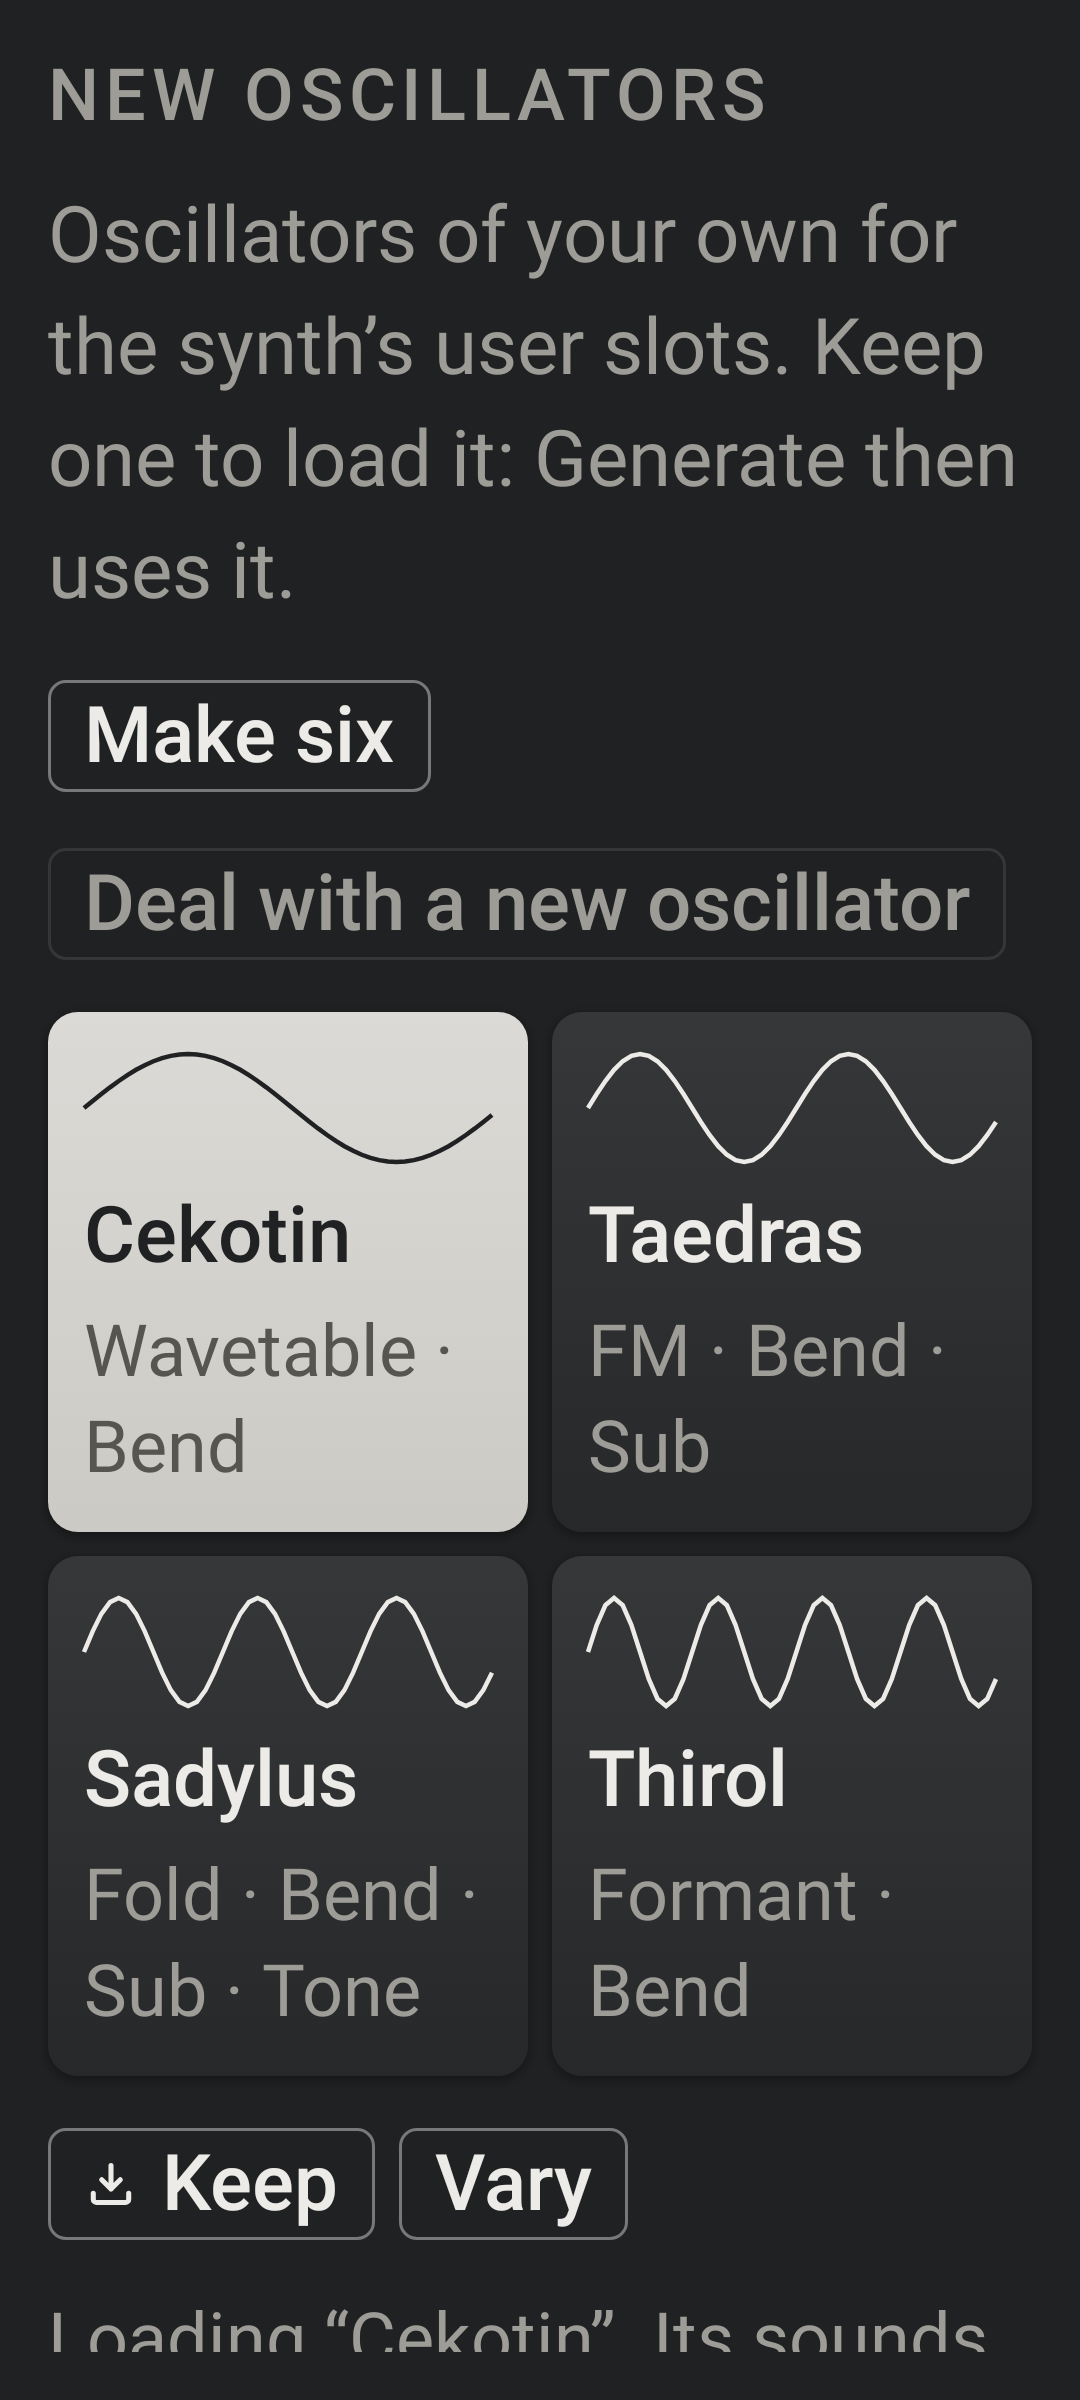 NEW OSCILLATORS
Oscillators of your own for
the synth’s user slots. Keep
one to load it: Generate then
uses it.
Make six
Deal with a new oscillator
Cekotin
Wavetable ·
Bend
Taedras
FM · Bend ·
Sub
Sadylus
Fold · Bend ·
Sub · Tone
Thirol
Formant ·
Bend
Keep
Vary
Loading “Cekotin”. Its sounds